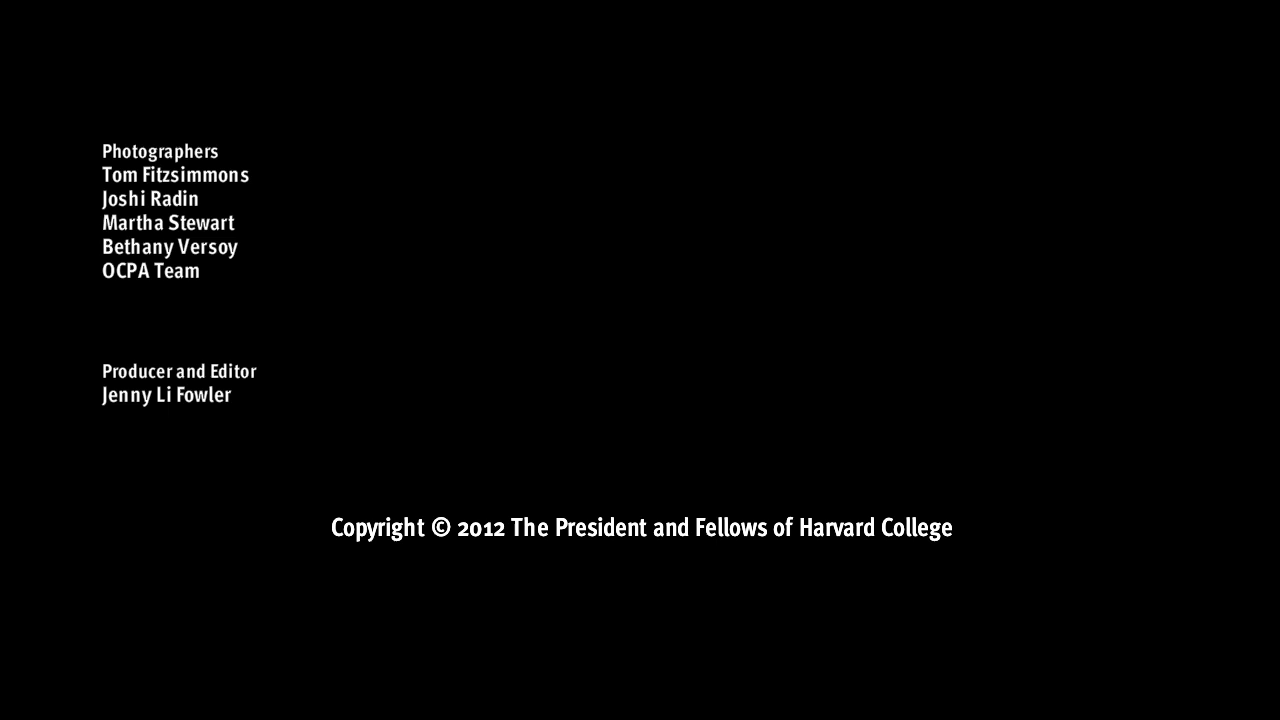 Photographers
Tom Fitzsimmons
Joshi Radin
Martha Stewart
Bethany Versoy
OCPA Team
Producer and Editor
Jenny Li Fowler
Copyright © 2012 The President and Fellows of Harvard College